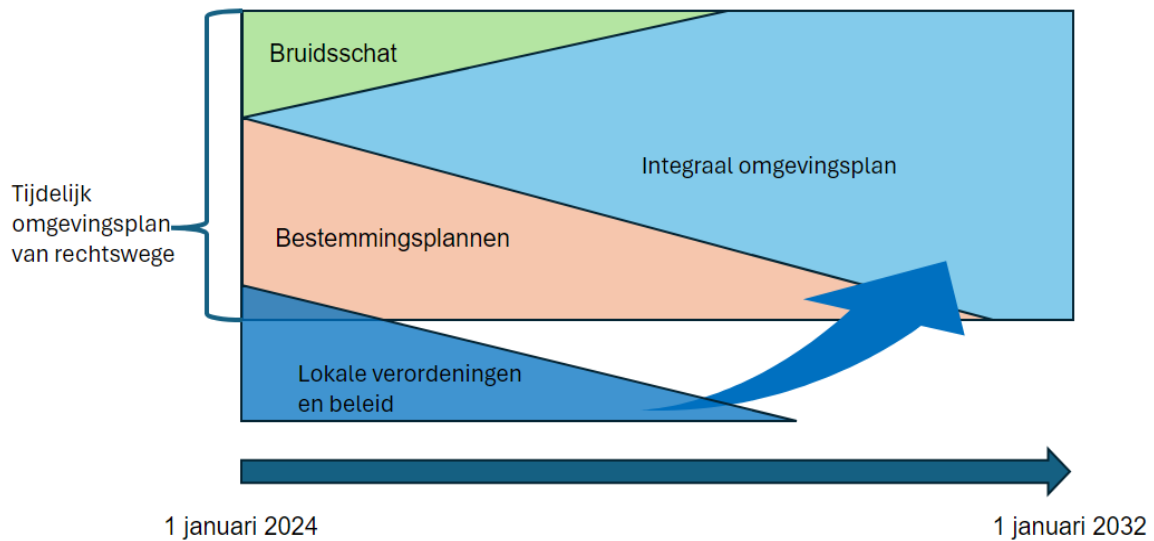 Bruidsschat
Integraal omgevingsplan
Tijdelijk
omgevingsplan
van rechtswege
Bestemmingsplannen
Lokale verordeningen
en beleid
1 januari 2024
1 januari 2032